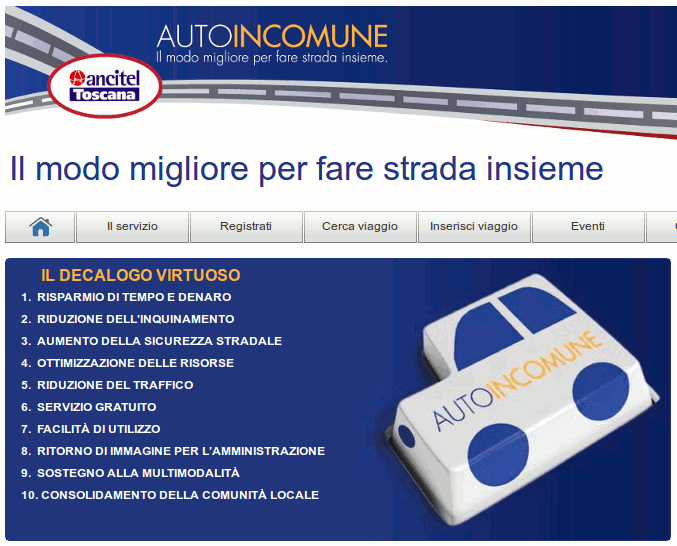 AUTOINCOMUNE
Il modo migliore per fare strada insieme.
ancitel
Toscana
Il modo migliore per fare strada insieme
Il servizio
Registrati
Cerca viaggio
Inserisci viaggio
Eventi
IL DECALOGO VIRTUOSO
1. RISPARMIO DI TEMPO E DENARO
2. RIDUZIONE DELL'INQUINAMENTO
3. AUMENTO DELLA SICUREZZA STRADALE
4. OTTIMIZZAZIONE DELLE RISORSE
5. RIDUZIONE DEL TRAFFICO
6. SERVIZIO GRATUITO
7. FACILITÀ DI UTILIZZO
8. RITORNO DI IMMAGINE PER L'AMMINISTRAZIONE
9. SOSTEGNO ALLA MULTIMODALITÀ
10. CONSOLIDAMENTO DELLA COMUNITÀ LOCALE
AUTOINCOMUNE